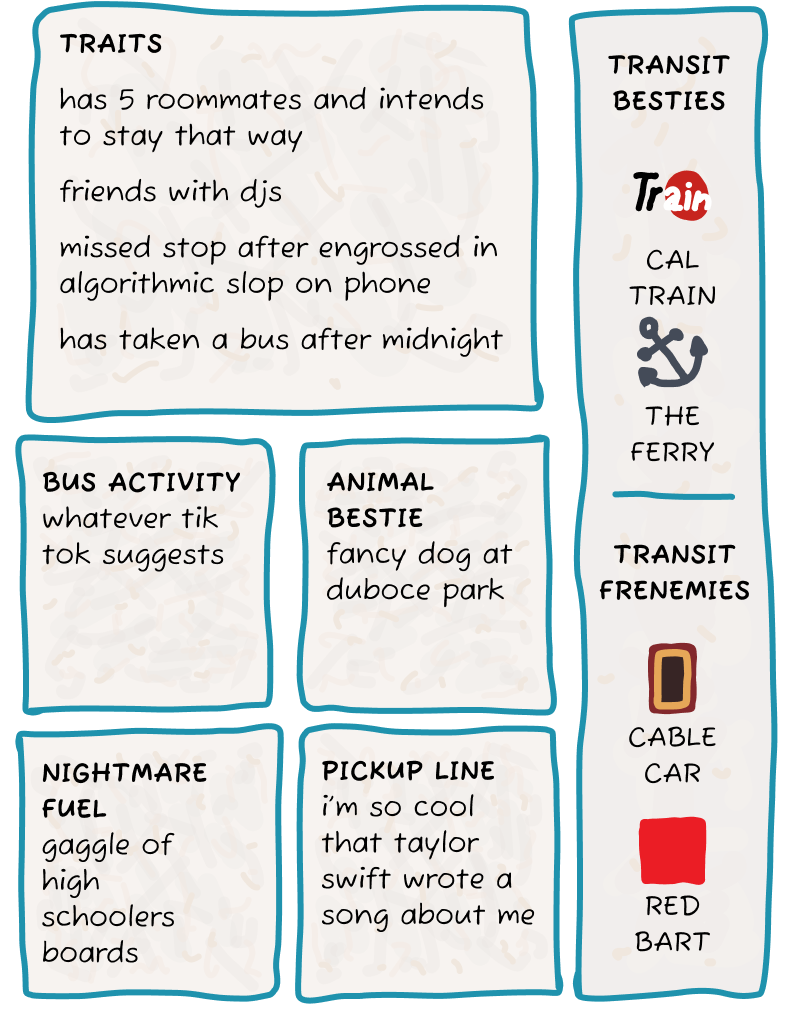 TRAITS
has 5 roommates and intends
to stay that way
friends with djs
missed stop after engrossed in
algorithmic slop on phone
has taken a bus after midnight
BUS ACTIVITY
whatever tik
tok suggests
ANIMAL
BESTIE
fancy dog at
duboce park
NIGHTMARE
FUEL
gaggle of
high
schoolers
boards
PICKUP LINE
i'm so cool
that taylor
swift wrote a
song about me
TRANSIT
BESTIES
Train
CAL
TRAIN
THE
FERRY
TRANSIT
FRENEMIES
CABLE
CAR
RED
BART